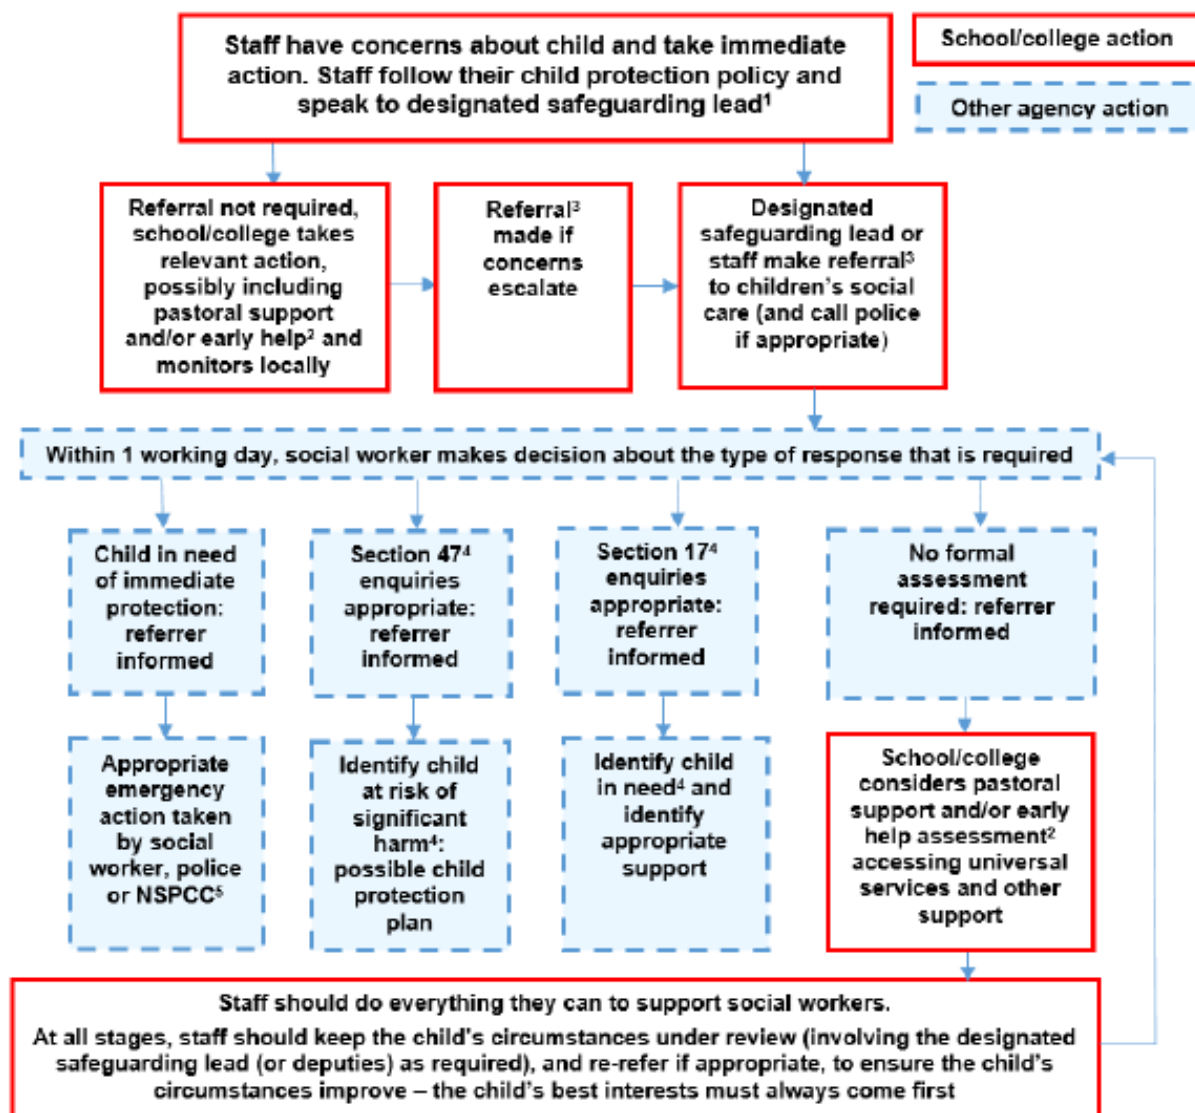 Staff have concerns about child and take immediate
action. Staff follow their child protection policy and
speak to designated safeguarding lead¹
School/college action
Other agency action
Referral not required,
school/college takes
relevant action,
possibly including
pastoral support
and/or early help² and
monitors locally
Referral³
made if
concerns
escalate
Designated
safeguarding lead or
staff make referral³
to children's social
care (and call police
if appropriate)
Within 1 working day, social worker makes decision about the type of response that is required
Child in need
of immediate
protection:
referrer
informed
Section 47⁴
enquiries
appropriate:
referrer
informed
Section 17⁴
enquiries
appropriate:
referrer
informed
No formal
assessment
required: referrer
informed
Appropriate
emergency
action taken
by social
worker, police
or NSPCC⁵
Identify child
at risk of
significant
harm⁴:
possible child
protection
plan
Identify child
in need⁴ and
identify
appropriate
support
School/college
considers pastoral
support and/or early
help assessment²
accessing universal
services and other
support
Staff should do everything they can to support social workers.
At all stages, staff should keep the child's circumstances under review (involving the designated
safeguarding lead (or deputies) as required), and re-refer if appropriate, to ensure the child's
circumstances improve – the child's best interests must always come first